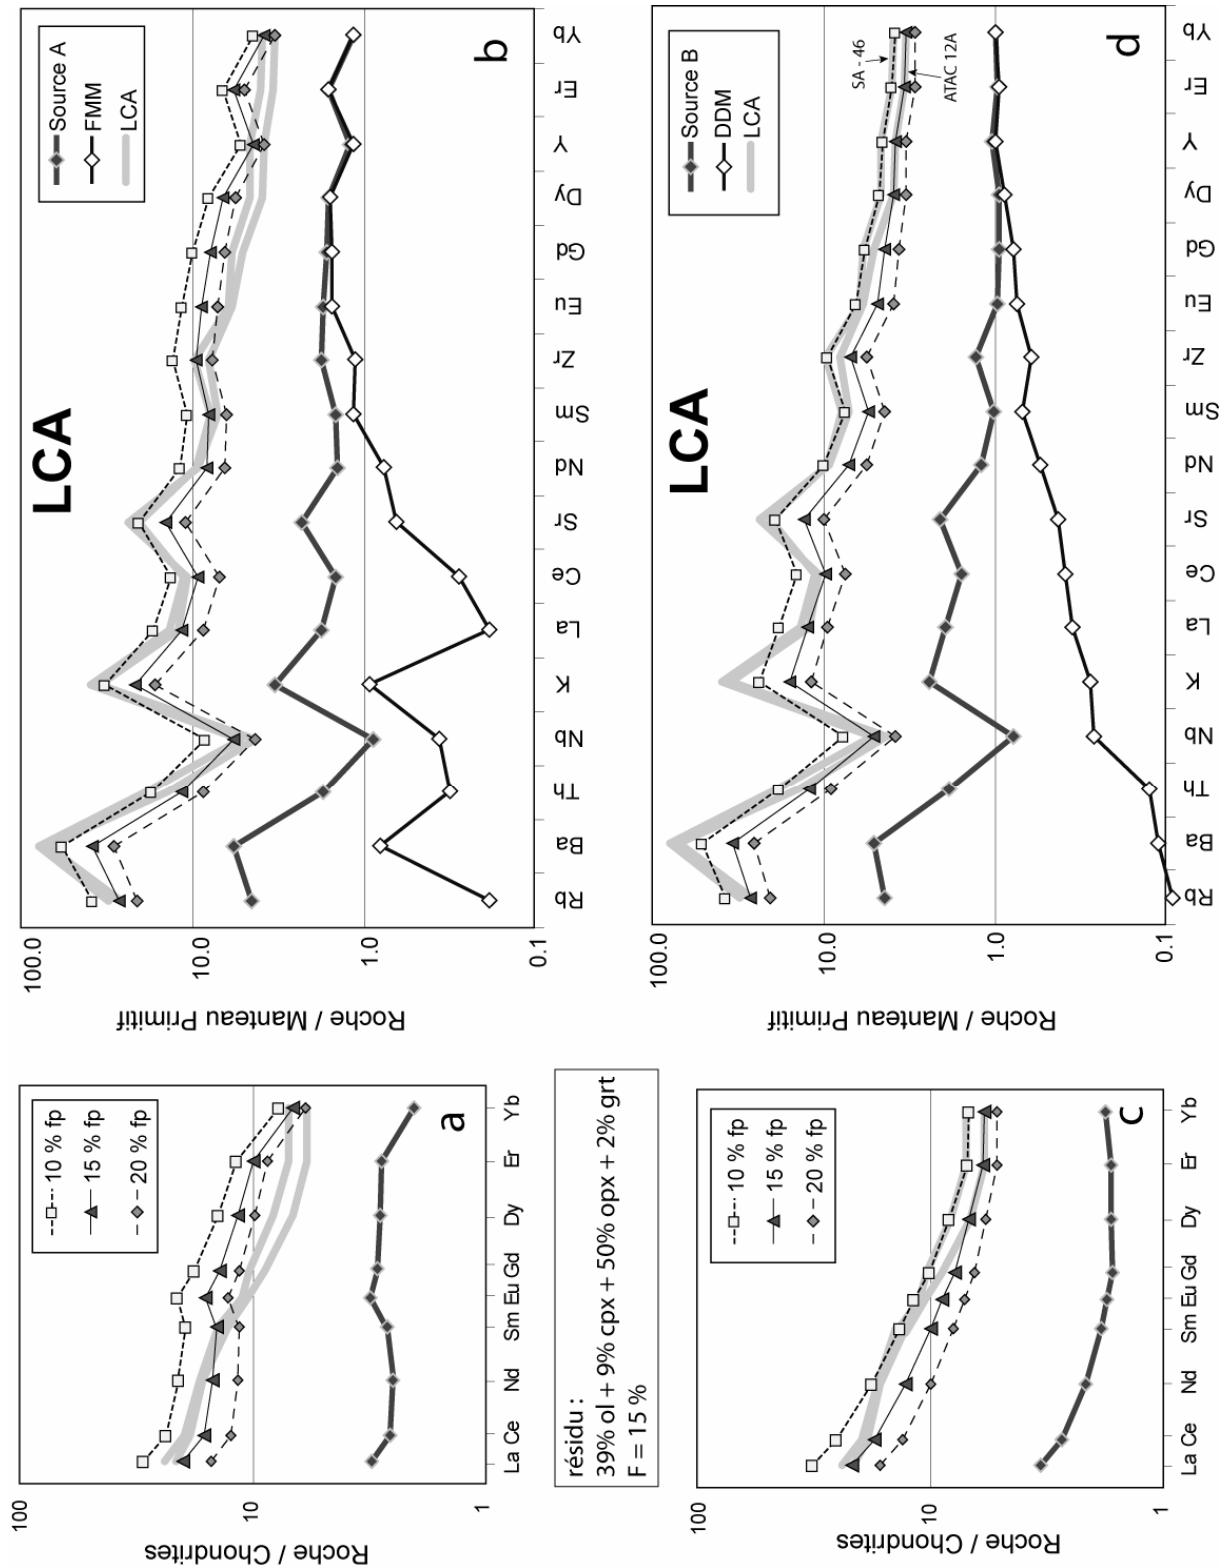 LCA
100
10
1
Roche / Chondrites
La Ce Nd Sm Eu Gd Dy Er Yb
10 % fp
15 % fp
20 % fp
a
100.0
10.0
1.0
0.1
Roche / Manteau Primitif
Rb Ba Th Nb K La Ce Sr Nd Sm Zr Eu Gd Dy Y Er Yb
Source A
FMM
LCA
b
résidu :
39% ol + 9% cpx + 50% opx + 2% grt
F = 15 %
LCA
100
10
1
Roche / Chondrites
La Ce Nd Sm Eu Gd Dy Er Yb
10 % fp
15 % fp
20 % fp
c
100.0
10.0
1.0
0.1
Roche / Manteau Primitif
Rb Ba Th Nb K La Ce Sr Nd Sm Zr Eu Gd Dy Y Er Yb
Source B
DDM
LCA
SA - 46
ATAC 12A
d